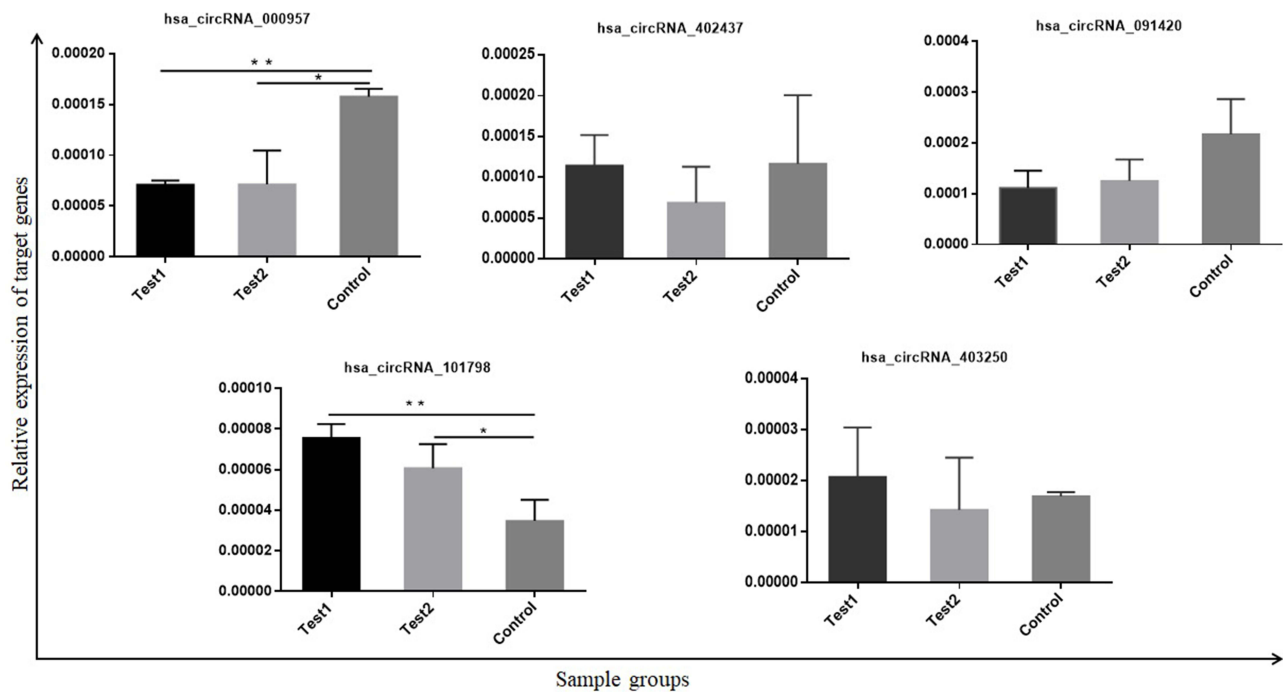 Relative expression of target genes
hsa_circRNA_000957
0.00020
0.00015
0.00010
0.00005
0.00000
* *
*
Test1
Test2
Control
hsa_circRNA_402437
0.00025
0.00020
0.00015
0.00010
0.00005
0.00000
Test1
Test2
Control
hsa_circRNA_091420
0.0004
0.0003
0.0002
0.0001
0.0000
Test1
Test2
Control
hsa_circRNA_101798
0.00010
0.00008
0.00006
0.00004
0.00002
0.00000
* *
*
Test1
Test2
Control
hsa_circRNA_403250
0.00004
0.00003
0.00002
0.00001
0.00000
Test1
Test2
Control
Sample groups